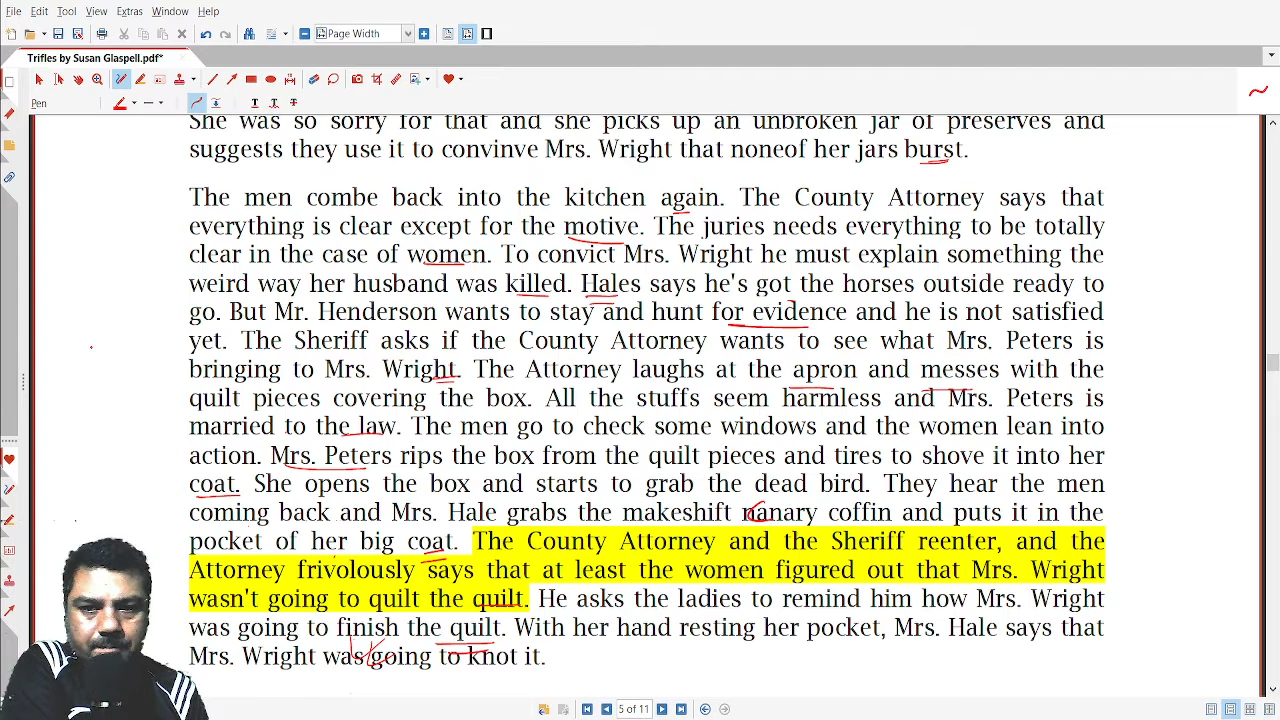 File Edit View Extras Window Help
Page Width
Trifles by Susan Glaspell.pdf*
Pen
She was so sorry for that and she picks up an unbroken jar of preserves and
suggests they use it to convinve Mrs. Wright that noneof her jars burst.
The men combe back into the kitchen again. The County Attorney says that
everything is clear except for the motive. The juries needs everything to be totally
clear in the case of women. To convict Mrs. Wright he must explain something the
weird way her husband was killed. Hales says he's got the horses outside ready to
go. But Mr. Henderson wants to stay and hunt for evidence and he is not satisfied
yet. The Sheriff asks if the County Attorney wants to see what Mrs. Peters is
bringing to Mrs. Wright. The Attorney laughs at the apron and messes with the
quilt pieces covering the box. All the stuffs seem harmless and Mrs. Peters is
married to the law. The men go to check some windows and the women lean into
action. Mrs. Peters rips the box from the quilt pieces and tires to shove it into her
coat. She opens the box and starts to grab the dead bird. They hear the men
coming back and Mrs. Hale grabs the makeshift nanary coffin and puts it in the
pocket of her big coat. The County Attorney and the Sheriff reenter, and the
Attorney frivolously says that at least the women figured out that Mrs. Wright
wasn't going to quilt the quilt. He asks the ladies to remind him how Mrs. Wright
was going to finish the quilt. With her hand resting her pocket, Mrs. Hale says that
Mrs. Wright was going to knot it.
5 of 11